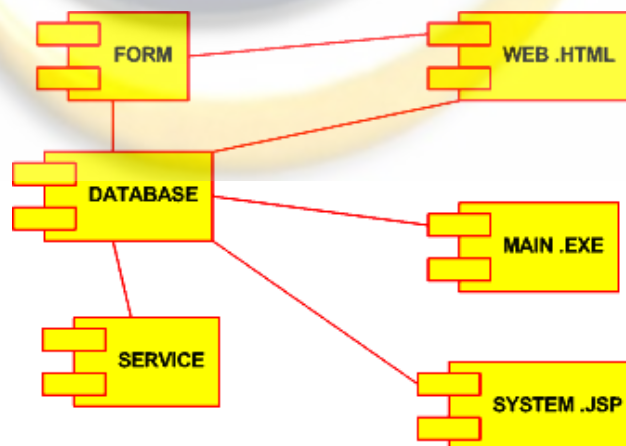 FORM
WEB .HTML
DATABASE
MAIN .EXE
SERVICE
SYSTEM .JSP